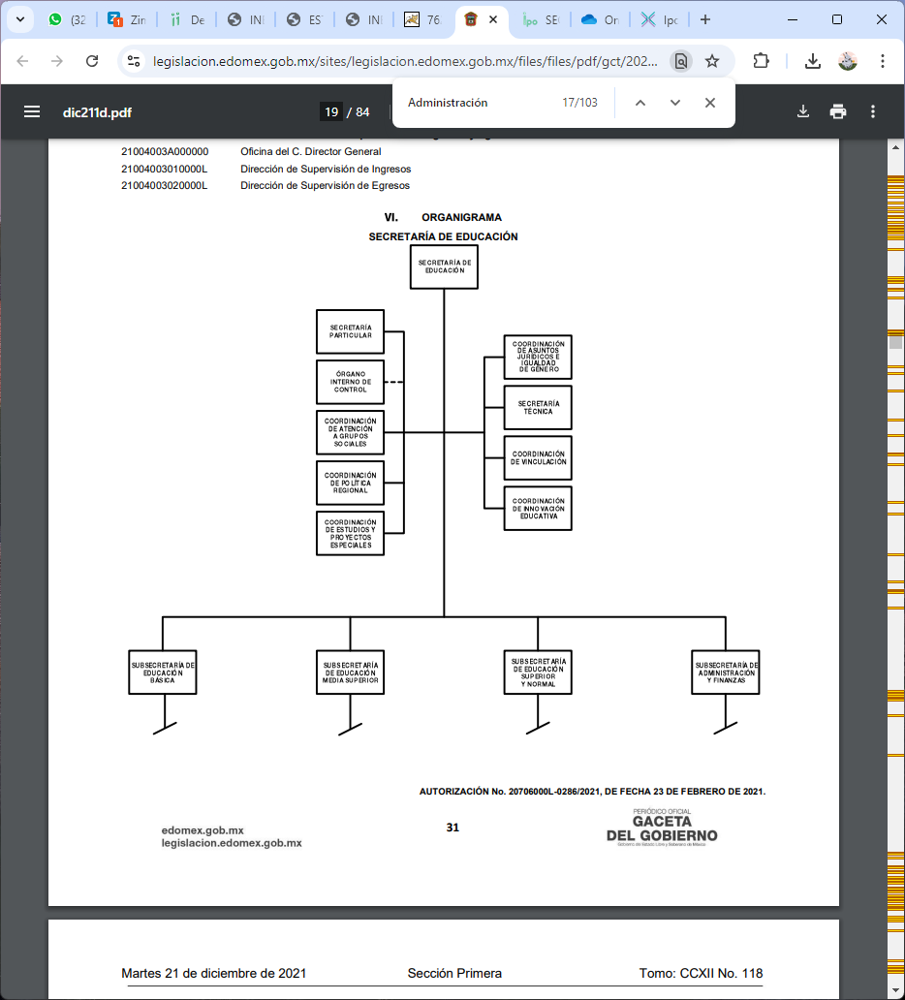 (32
Zin
De
INI
ES
INI
76.
SE
On
Ipc
legislacion.edomex.gob.mx/sites/legislacion.edomex.gob.mx/files/files/pdf/gct/202...
Administración 17/103
dic211d.pdf
19 / 84
21004003A000000 Oficina del C. Director General
21004003010000L Dirección de Supervisión de Ingresos
21004003020000L Dirección de Supervisión de Egresos
VI. ORGANIGRAMA
SECRETARÍA DE EDUCACIÓN
SECRETARÍA DE
EDUCACIÓN
SECRETARÍA
PARTICULAR
ÓRGANO
INTERNO DE
CONTROL
COORDINACIÓN
DE ATENCIÓN
A GRUPOS
SOCIALES
COORDINACIÓN
DE POLÍTICA
REGIONAL
COORDINACIÓN
DE ESTUDIOS Y
PROYECTOS
ESPECIALES
COORDINACIÓN
DE ASUNTOS
JURÍDICOS E
IGUALDAD
DE GÉNERO
SECRETARÍA
TÉCNICA
COORDINACIÓN
DE VINCULACIÓN
COORDINACIÓN
DE INNOVACIÓN
EDUCATIVA
SUBSECRETARÍA DE
EDUCACIÓN
BÁSICA
SUBSECRETARÍA
DE EDUCACIÓN
MEDIA SUPERIOR
SUBSECRETARÍA
DE EDUCACIÓN
SUPERIOR
Y NORMAL
SUBSECRETARÍA DE
ADMINISTRACIÓN
Y FINANZAS
AUTORIZACIÓN No. 20706000L-0286/2021, DE FECHA 23 DE FEBRERO DE 2021.
edomex.gob.mx
legislacion.edomex.gob.mx
31
PERIÓDICO OFICIAL
GACETA
DEL GOBIERNO
Gobierno del Estado Libre y Soberano de México
Martes 21 de diciembre de 2021 Sección Primera Tomo: CCXII No. 118